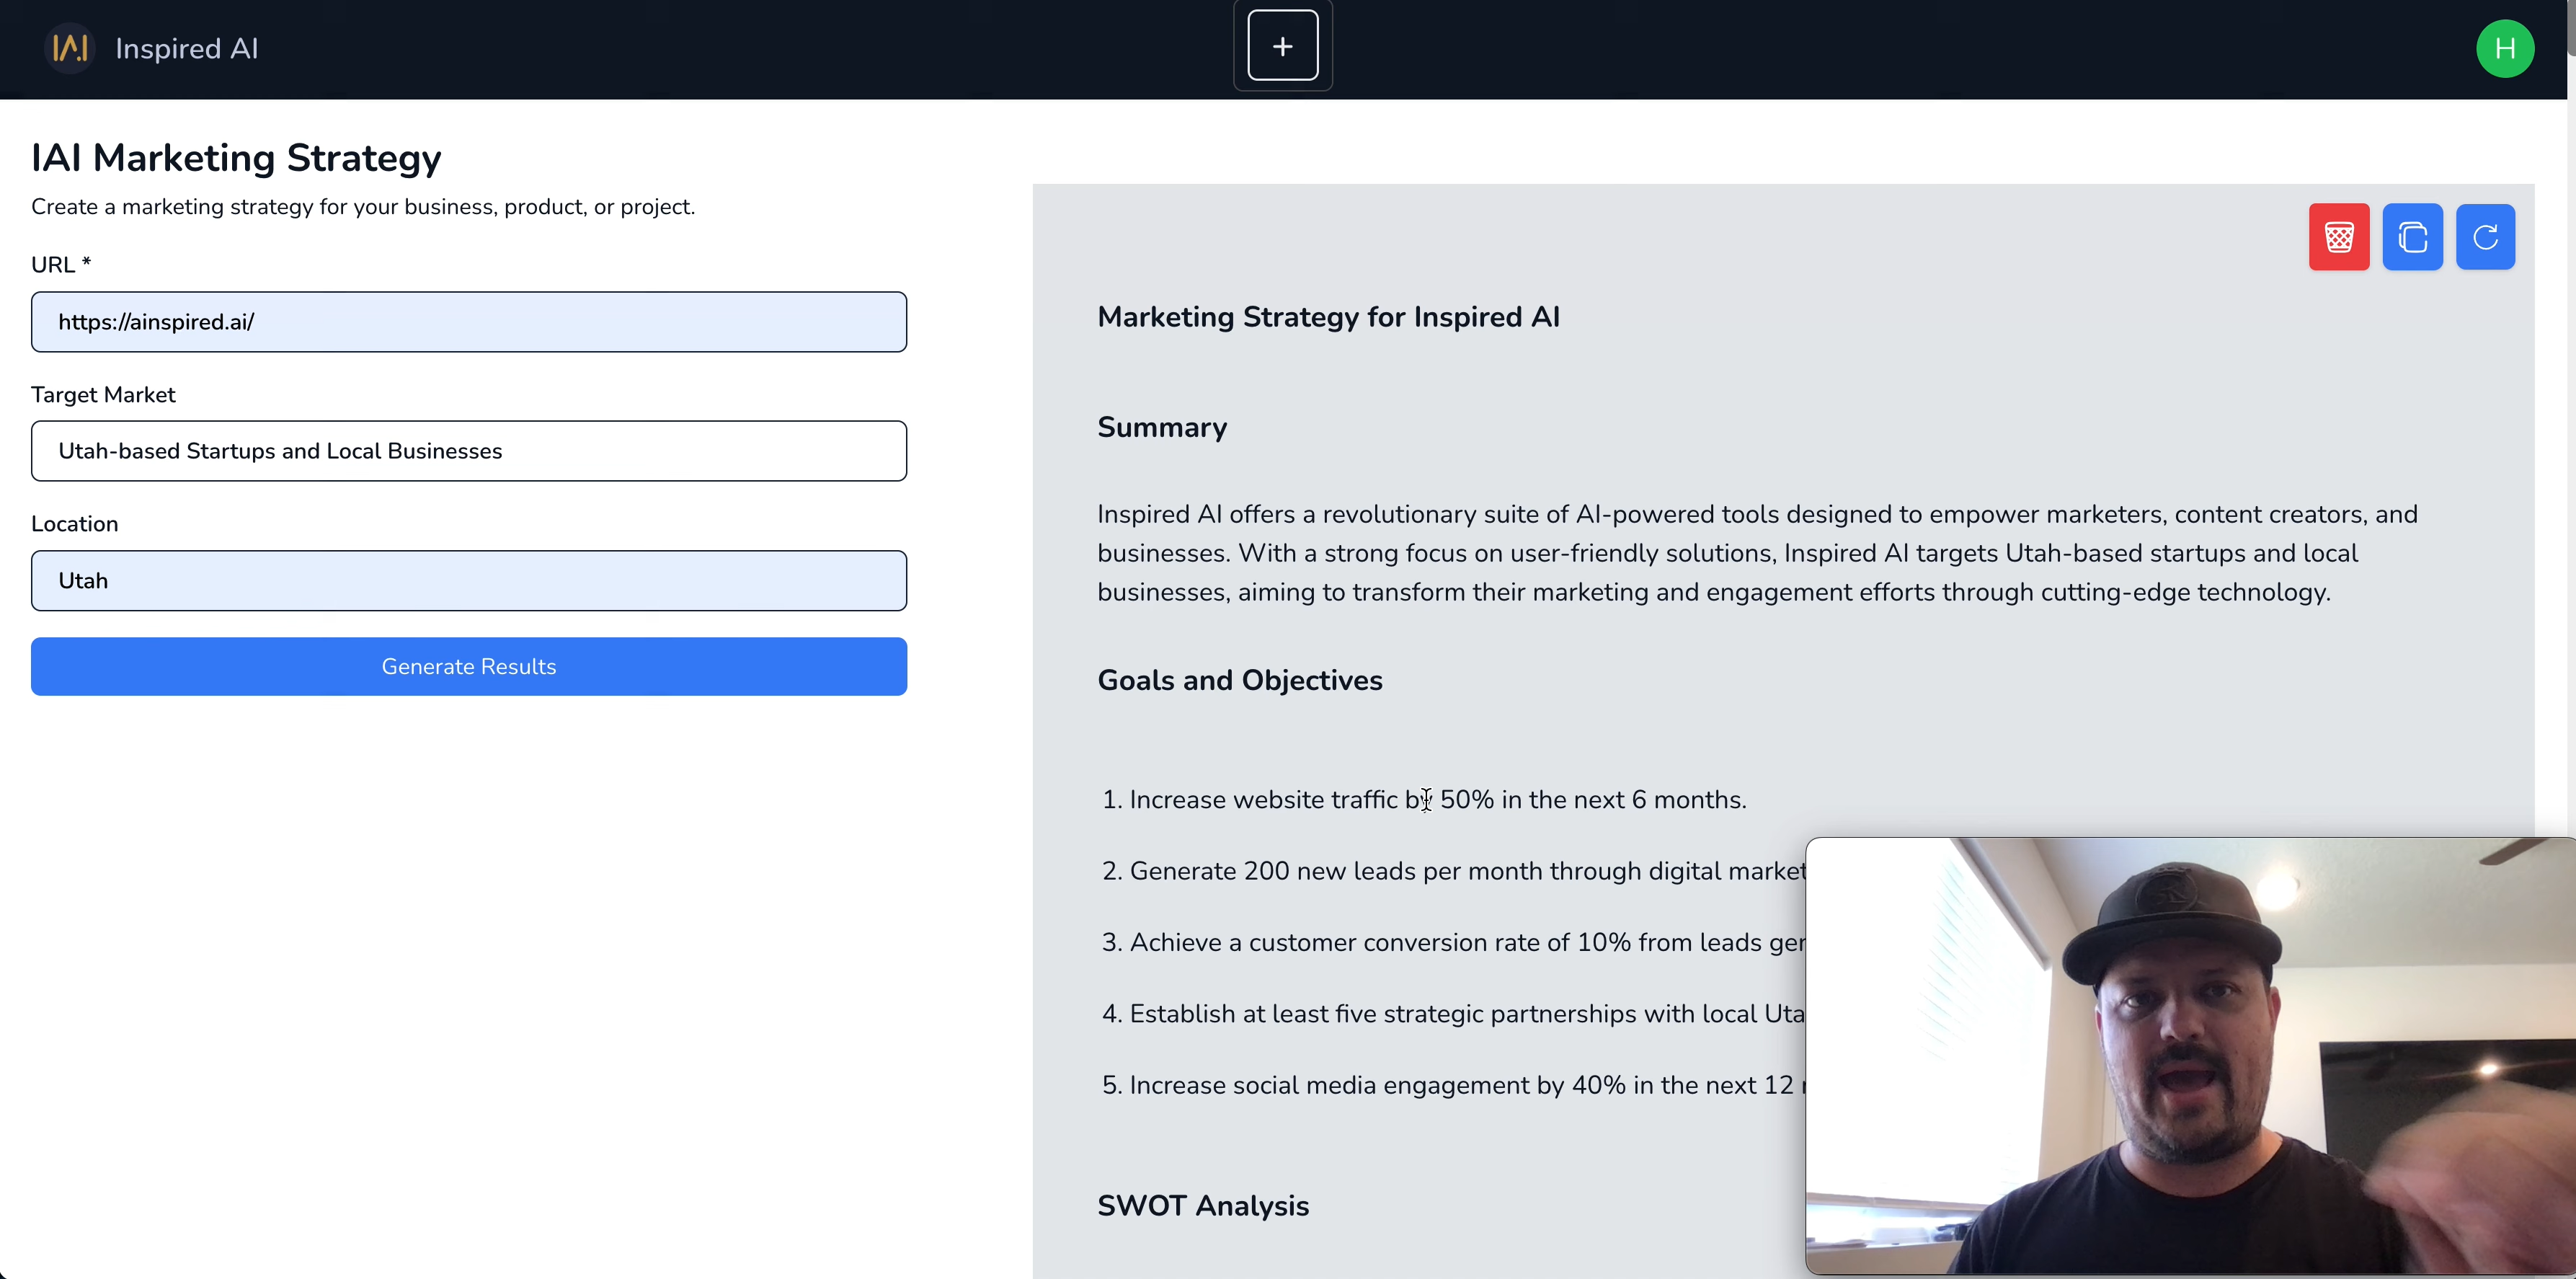 Inspired AI
+
H
IAI Marketing Strategy
Create a marketing strategy for your business, product, or project.
URL *
https://ainspired.ai/
Target Market
Utah-based Startups and Local Businesses
Location
Utah
Generate Results
Marketing Strategy for Inspired AI
Summary
Inspired AI offers a revolutionary suite of AI-powered tools designed to empower marketers, content creators, and
businesses. With a strong focus on user-friendly solutions, Inspired AI targets Utah-based startups and local
businesses, aiming to transform their marketing and engagement efforts through cutting-edge technology.
Goals and Objectives
1. Increase website traffic by 50% in the next 6 months.
2. Generate 200 new leads per month through digital market
3. Achieve a customer conversion rate of 10% from leads ger
4. Establish at least five strategic partnerships with local Uta
5. Increase social media engagement by 40% in the next 12
SWOT Analysis